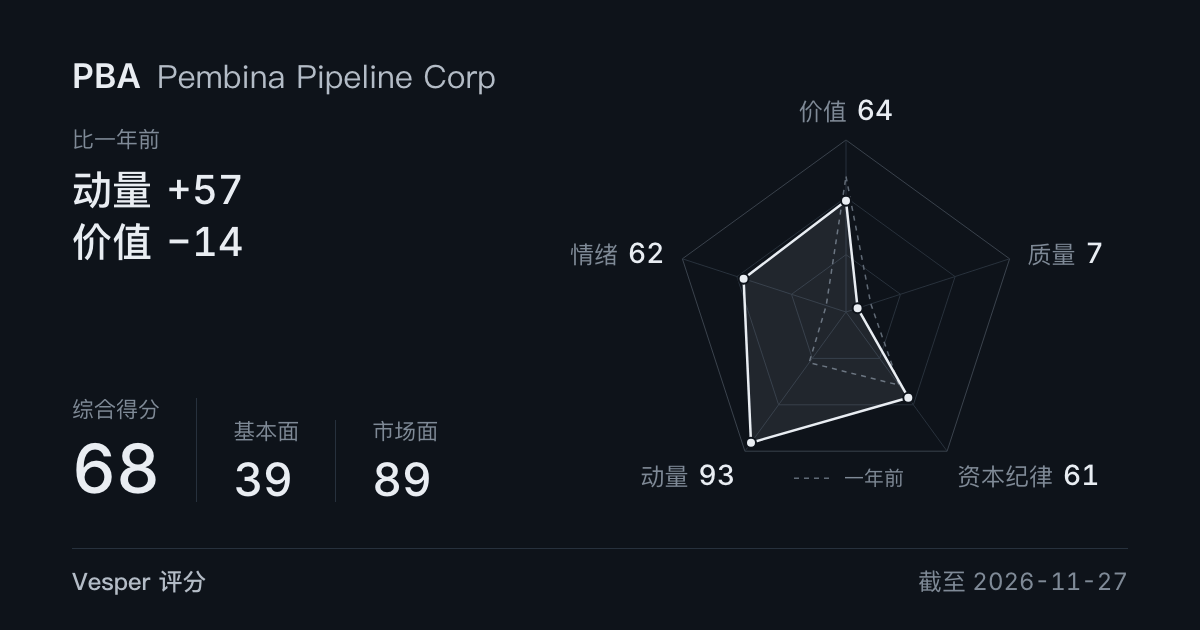 PBA Pembina Pipeline Corp
比一年前
动量 +57
价值 −14
综合得分
68
基本面
39
市场面
89
价值 64
质量 7
资本纪律 61
动量 93
情绪 62
一年前
Vesper 评分
截至 2026-11-27